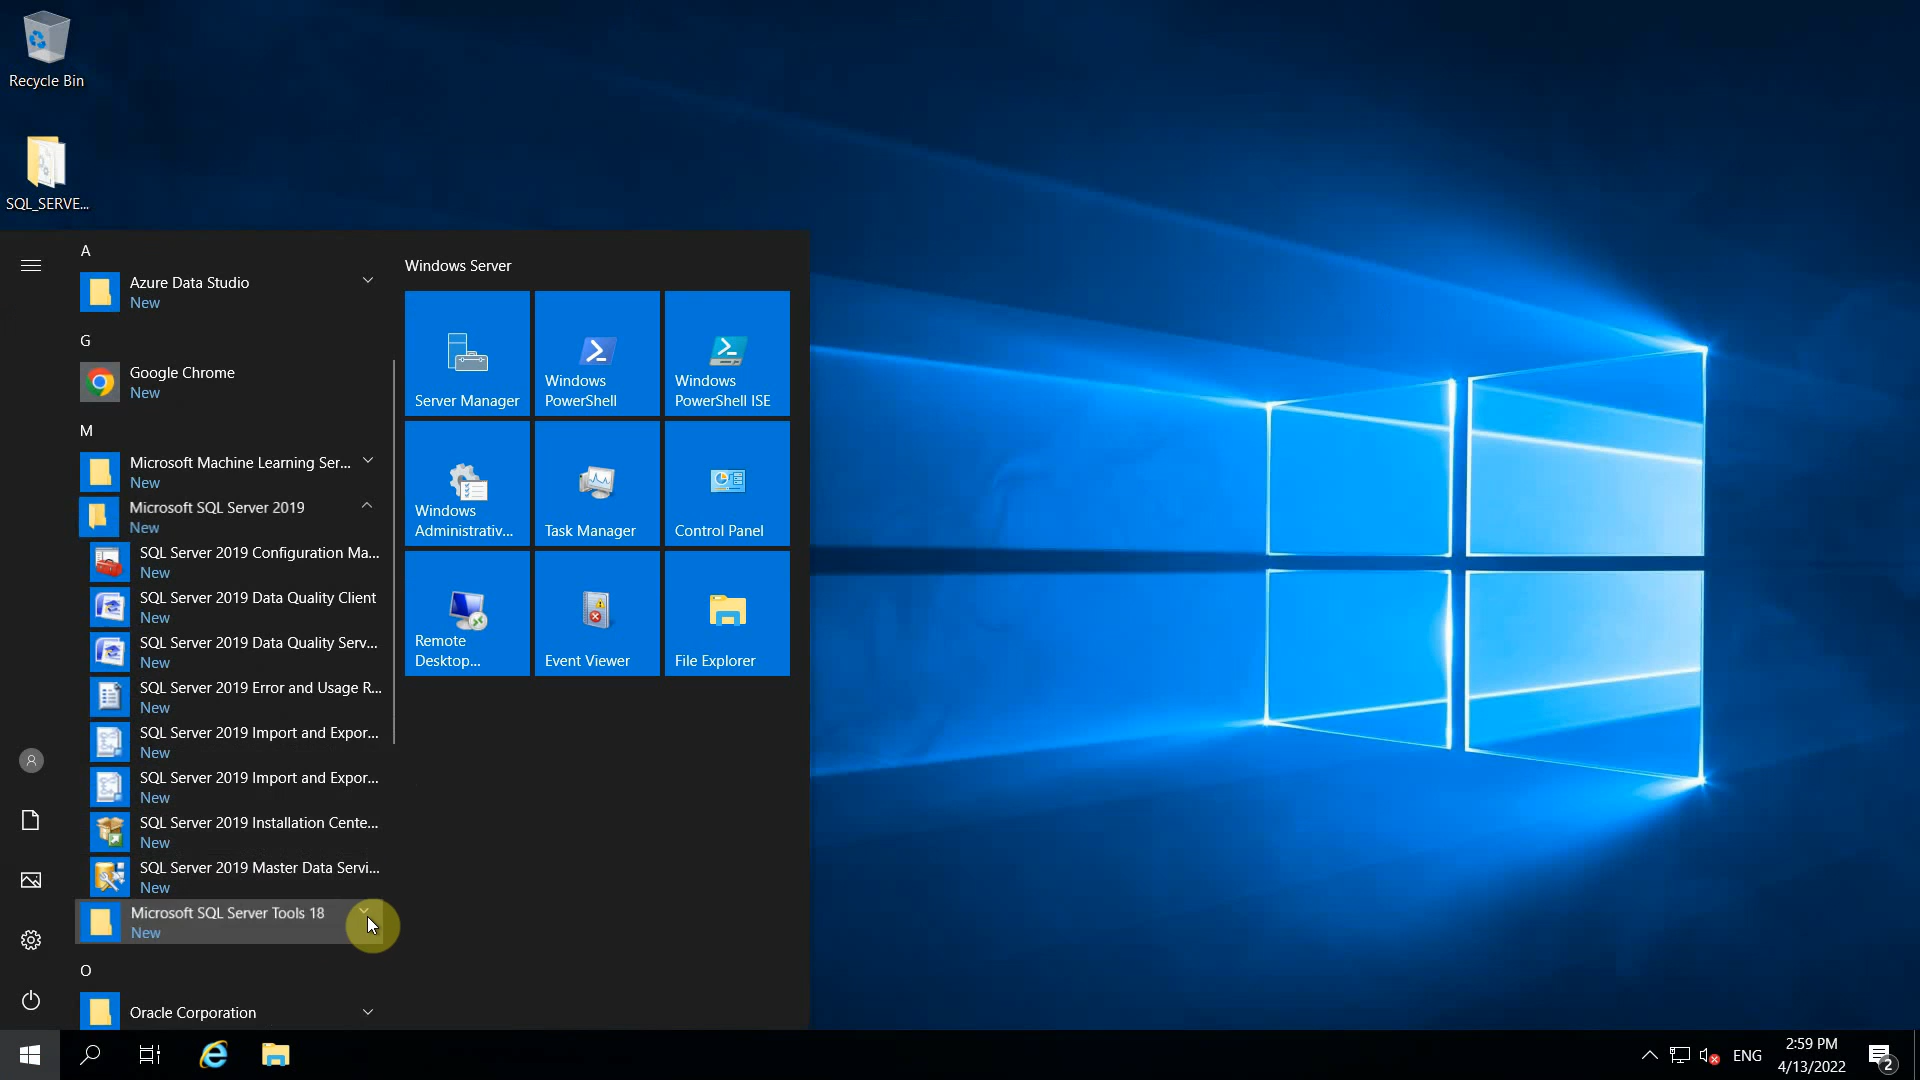 Recycle Bin
SQL_SERVE...
A
Azure Data Studio
New
G
Google Chrome
New
M
Microsoft Machine Learning Ser...
New
Microsoft SQL Server 2019
New
SQL Server 2019 Configuration Ma...
New
SQL Server 2019 Data Quality Client
New
SQL Server 2019 Data Quality Serv...
New
SQL Server 2019 Error and Usage R...
New
SQL Server 2019 Import and Expor...
New
SQL Server 2019 Import and Expor...
New
SQL Server 2019 Installation Cente...
New
SQL Server 2019 Master Data Servi...
New
Microsoft SQL Server Tools 18
New
O
Oracle Corporation
Windows Server
Server Manager
Windows PowerShell
Windows PowerShell ISE
Windows Administrativ...
Task Manager
Control Panel
Remote Desktop...
Event Viewer
File Explorer
ENG
2:59 PM
4/13/2022
2